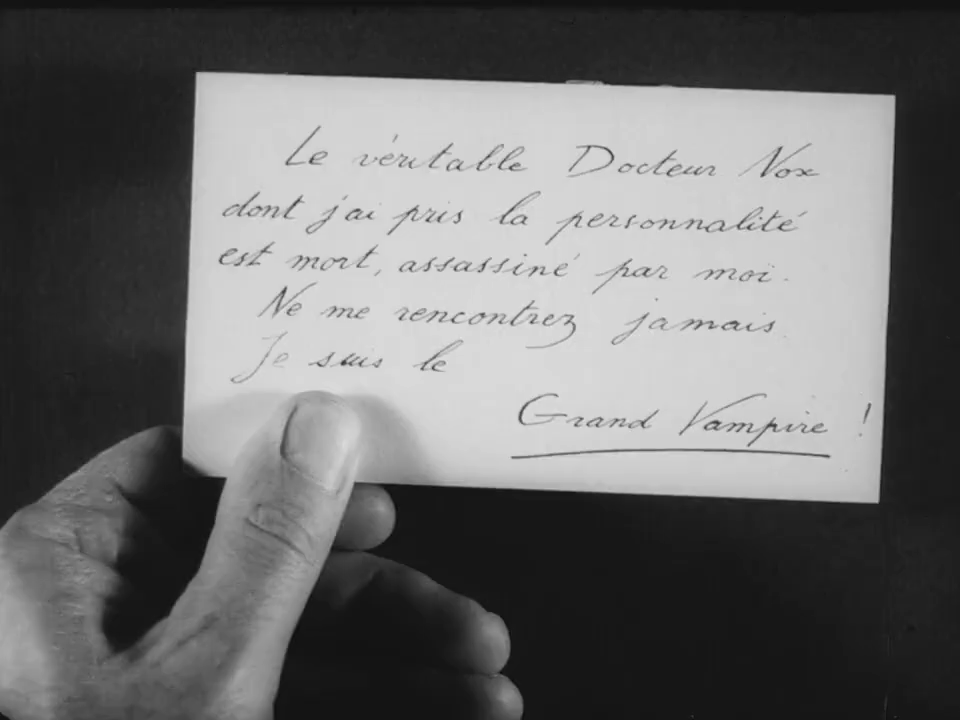 Le véritable Docteur Nox
dont j'ai pris la personnalité
est mort, assassiné par moi.
Ne me rencontrez jamais.
Je suis le
Grand Vampire !